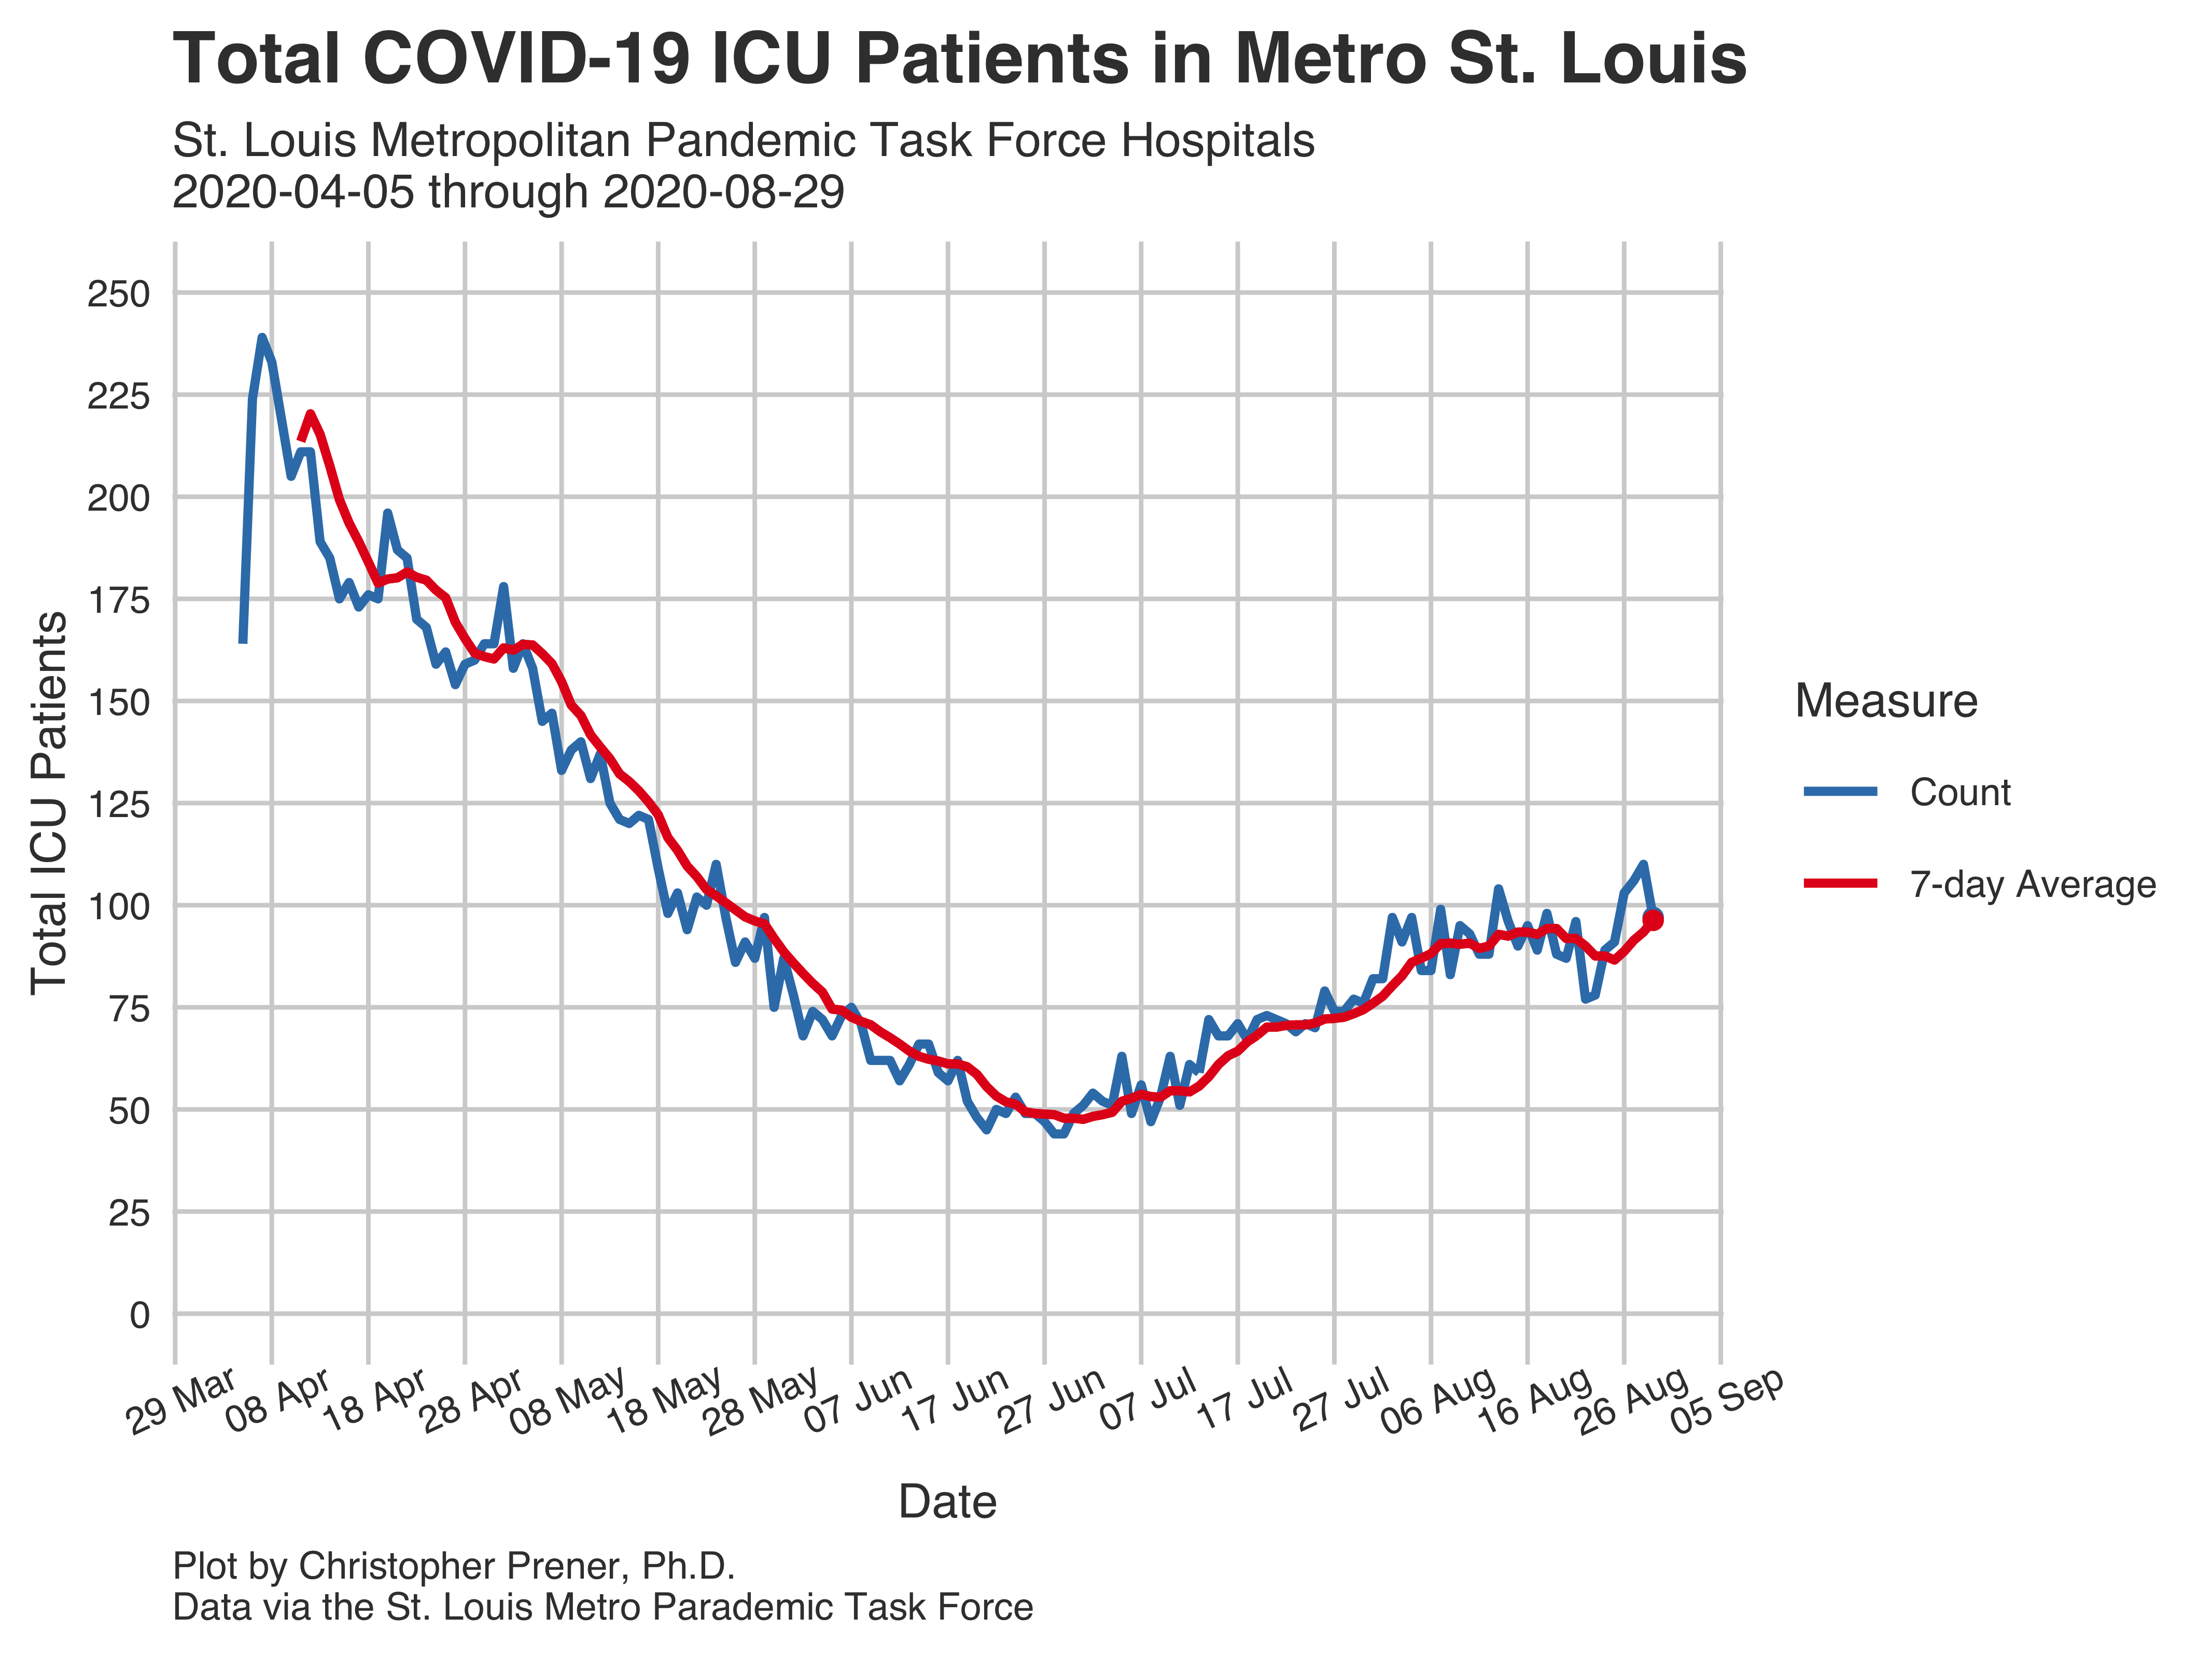 Total COVID-19 ICU Patients in Metro St. Louis
St. Louis Metropolitan Pandemic Task Force Hospitals
2020-04-05 through 2020-08-29
250
225
200
175
150
125
100
75
50
25
0
Total ICU Patients
29 Mar
08 Apr
18 Apr
28 Apr
08 May
18 May
28 May
07 Jun
17 Jun
27 Jun
07 Jul
17 Jul
27 Jul
06 Aug
16 Aug
26 Aug
05 Sep
Date
Measure
Count
7-day Average
Plot by Christopher Prener, Ph.D.
Data via the St. Louis Metro Parademic Task Force